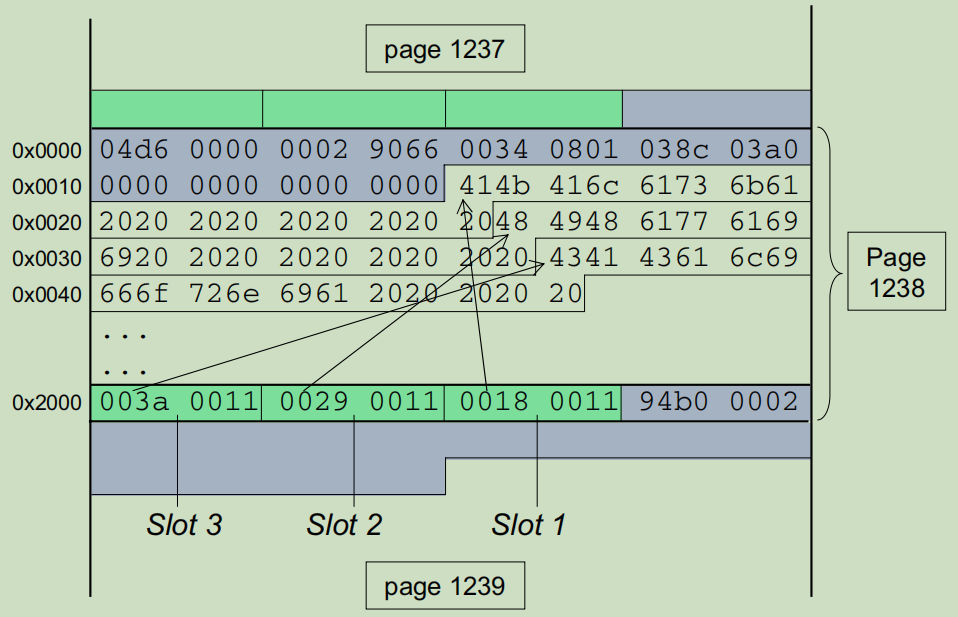 page 1237
0x0000 04d6 0000 0002 9066 0034 0801 038c 03a0
0x0010 0000 0000 0000 0000 414b 416c 6173 6b61
0x0020 2020 2020 2020 2020 2048 4948 6177 6169
0x0030 6920 2020 2020 2020 2020 4341 4361 6c69
0x0040 666f 726e 6961 2020 2020 20
...
...
0x2000 003a 0011 0029 0011 0018 0011 94b0 0002
Page
1238
Slot 3 Slot 2 Slot 1
page 1239